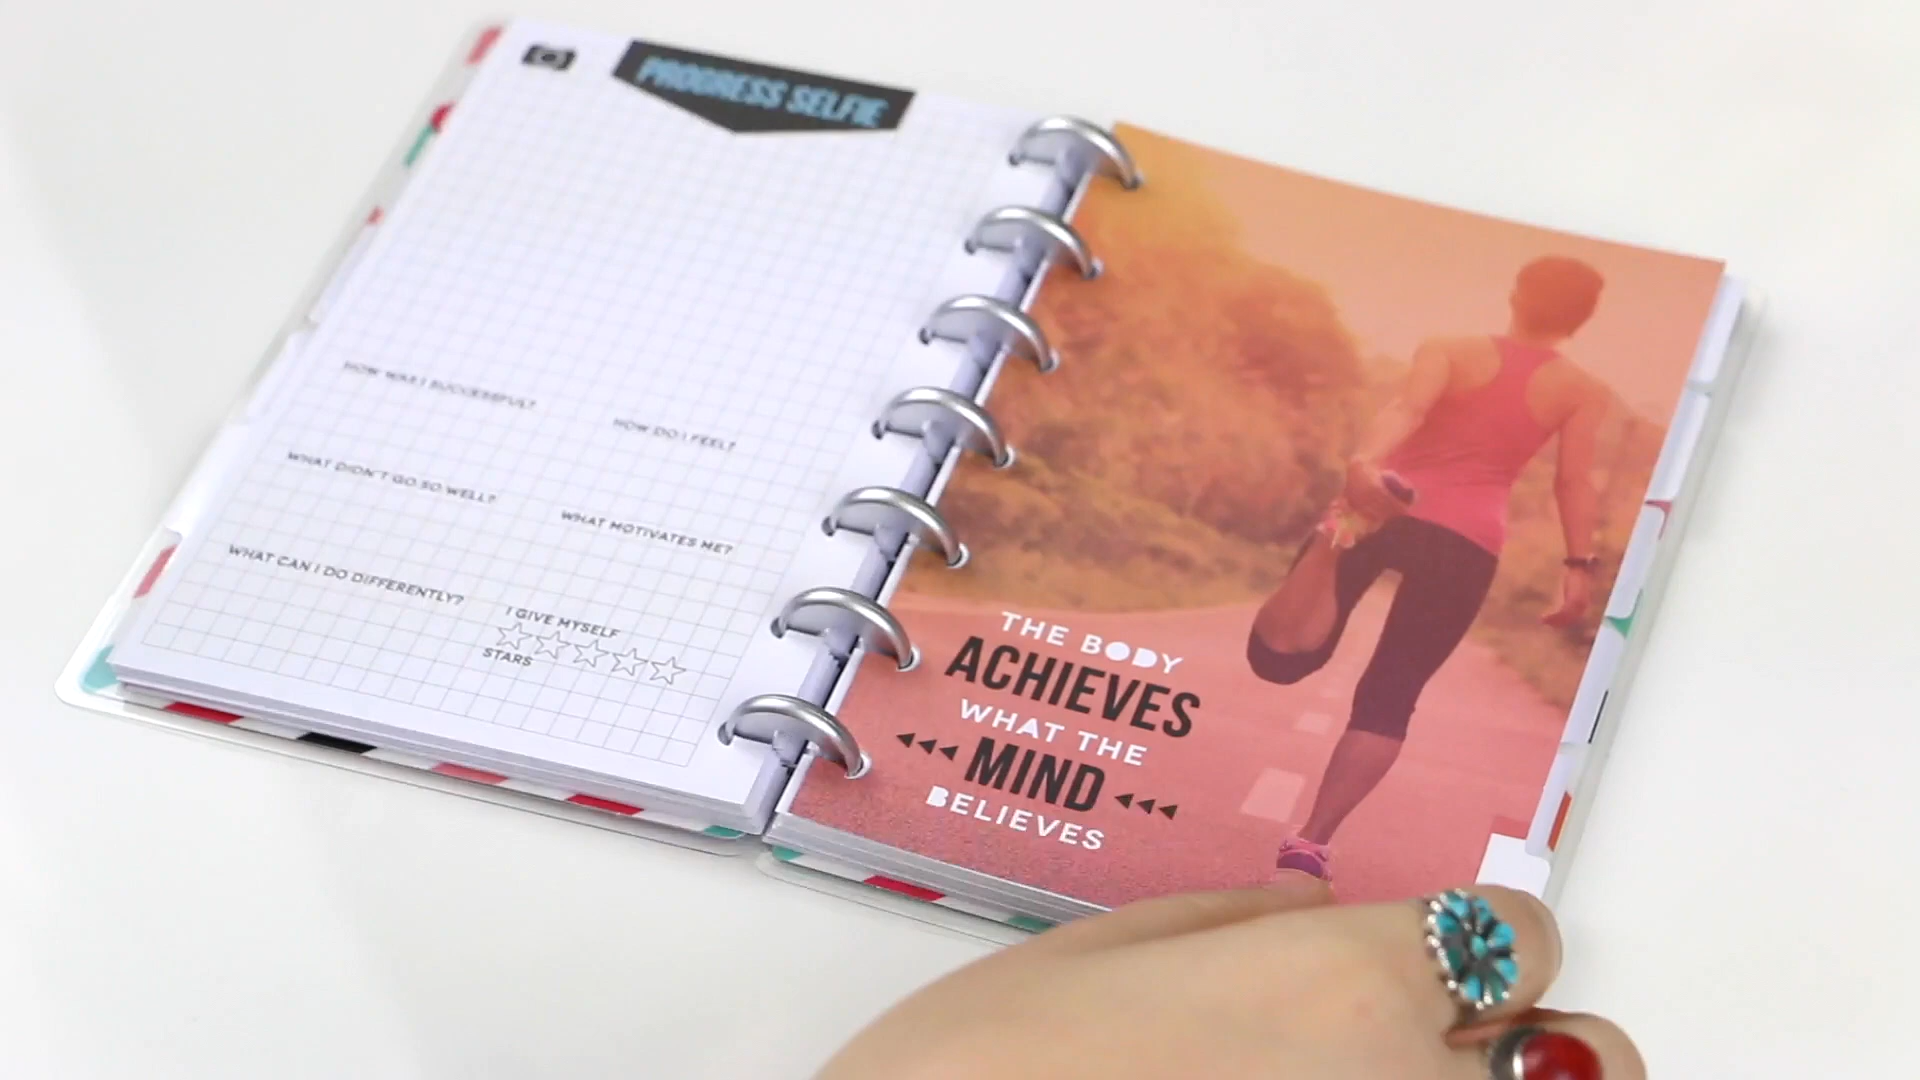 PROGRESS SELFIE
HOW WAS I SUCCESSFUL?
HOW DO I FEEL?
WHAT DIDN'T GO SO WELL?
WHAT MOTIVATES ME?
WHAT CAN I DO DIFFERENTLY?
I GIVE MYSELF
STARS
THE BODY
ACHIEVES
WHAT THE
MIND
BELIEVES